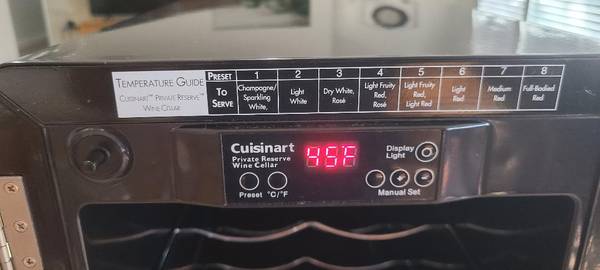 TEMPERATURE GUIDE
CUISINART™ PRIVATE RESERVE™
WINE CELLAR
PRESET 1 2 3 4 5 6 7 8
TO SERVE
Champagne/ Sparkling White,
Light White
Dry White, Rosé
Light Fruity Red, Rosé
Light Fruity Red, Light Red
Light Red
Medium Red
Full-Bodied Red
Cuisinart
Private Reserve
Wine Cellar
45F
Display
Light
Preset °C/°F
Manual Set